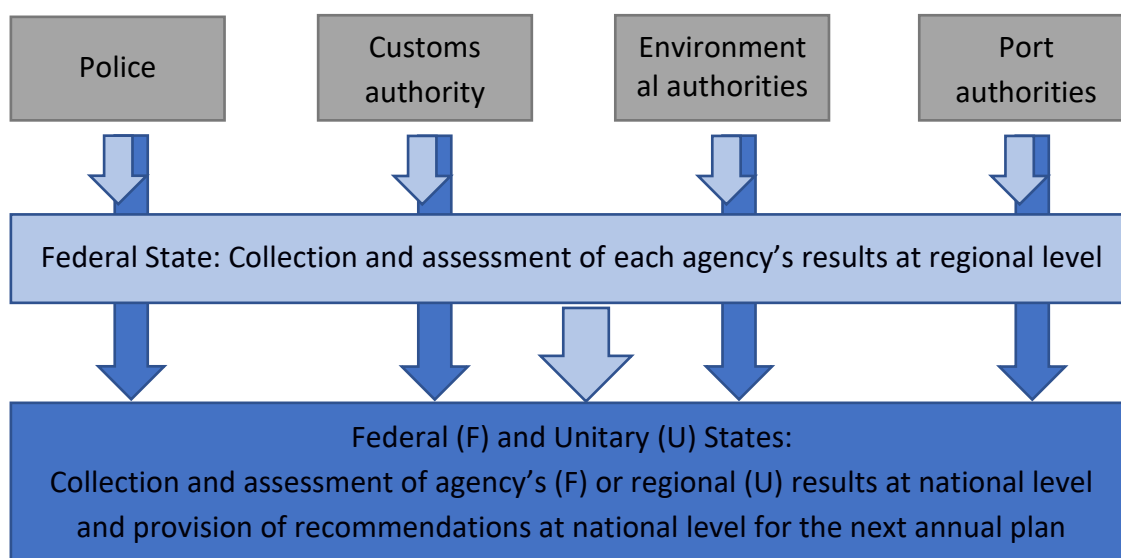 Police
Customs
authority
Environment
al authorities
Port
authorities
Federal State: Collection and assessment of each agency’s results at regional level
Federal (F) and Unitary (U) States:
Collection and assessment of agency’s (F) or regional (U) results at national level
and provision of recommendations at national level for the next annual plan